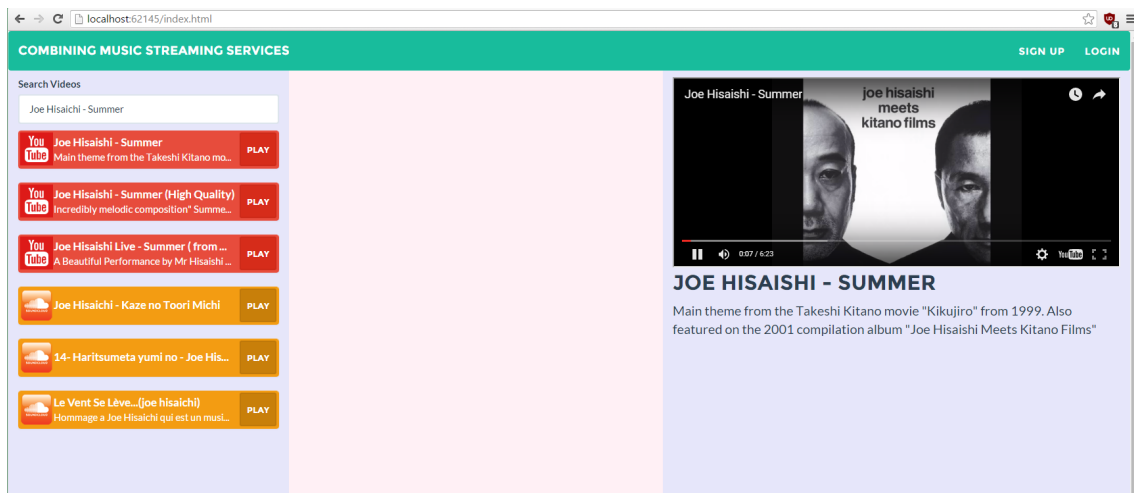 localhost:62145/index.html
COMBINING MUSIC STREAMING SERVICES
SIGN UP LOGIN
Search Videos
Joe Hisaichi - Summer
You Tube
Joe Hisaishi - Summer
Main theme from the Takeshi Kitano mo...
PLAY
You Tube
Joe Hisaishi - Summer (High Quality)
Incredibly melodic composition" Summe...
PLAY
You Tube
Joe Hisaishi Live - Summer ( from ...
A Beautiful Performance by Mr Hisaishi ...
PLAY
Joe Hisaichi - Kaze no Toori Michi
PLAY
14- Haritsumeta yumi no - Joe His...
PLAY
Le Vent Se Lève...(joe hisaichi)
Hommage a Joe Hisaichi qui est un musi...
PLAY
Joe Hisaishi - Summer
joe hisaishi
meets
kitano films
0:07 / 6:23
YouTube
JOE HISAISHI - SUMMER
Main theme from the Takeshi Kitano movie "Kikujiro" from 1999. Also
featured on the 2001 compilation album "Joe Hisaishi Meets Kitano Films"